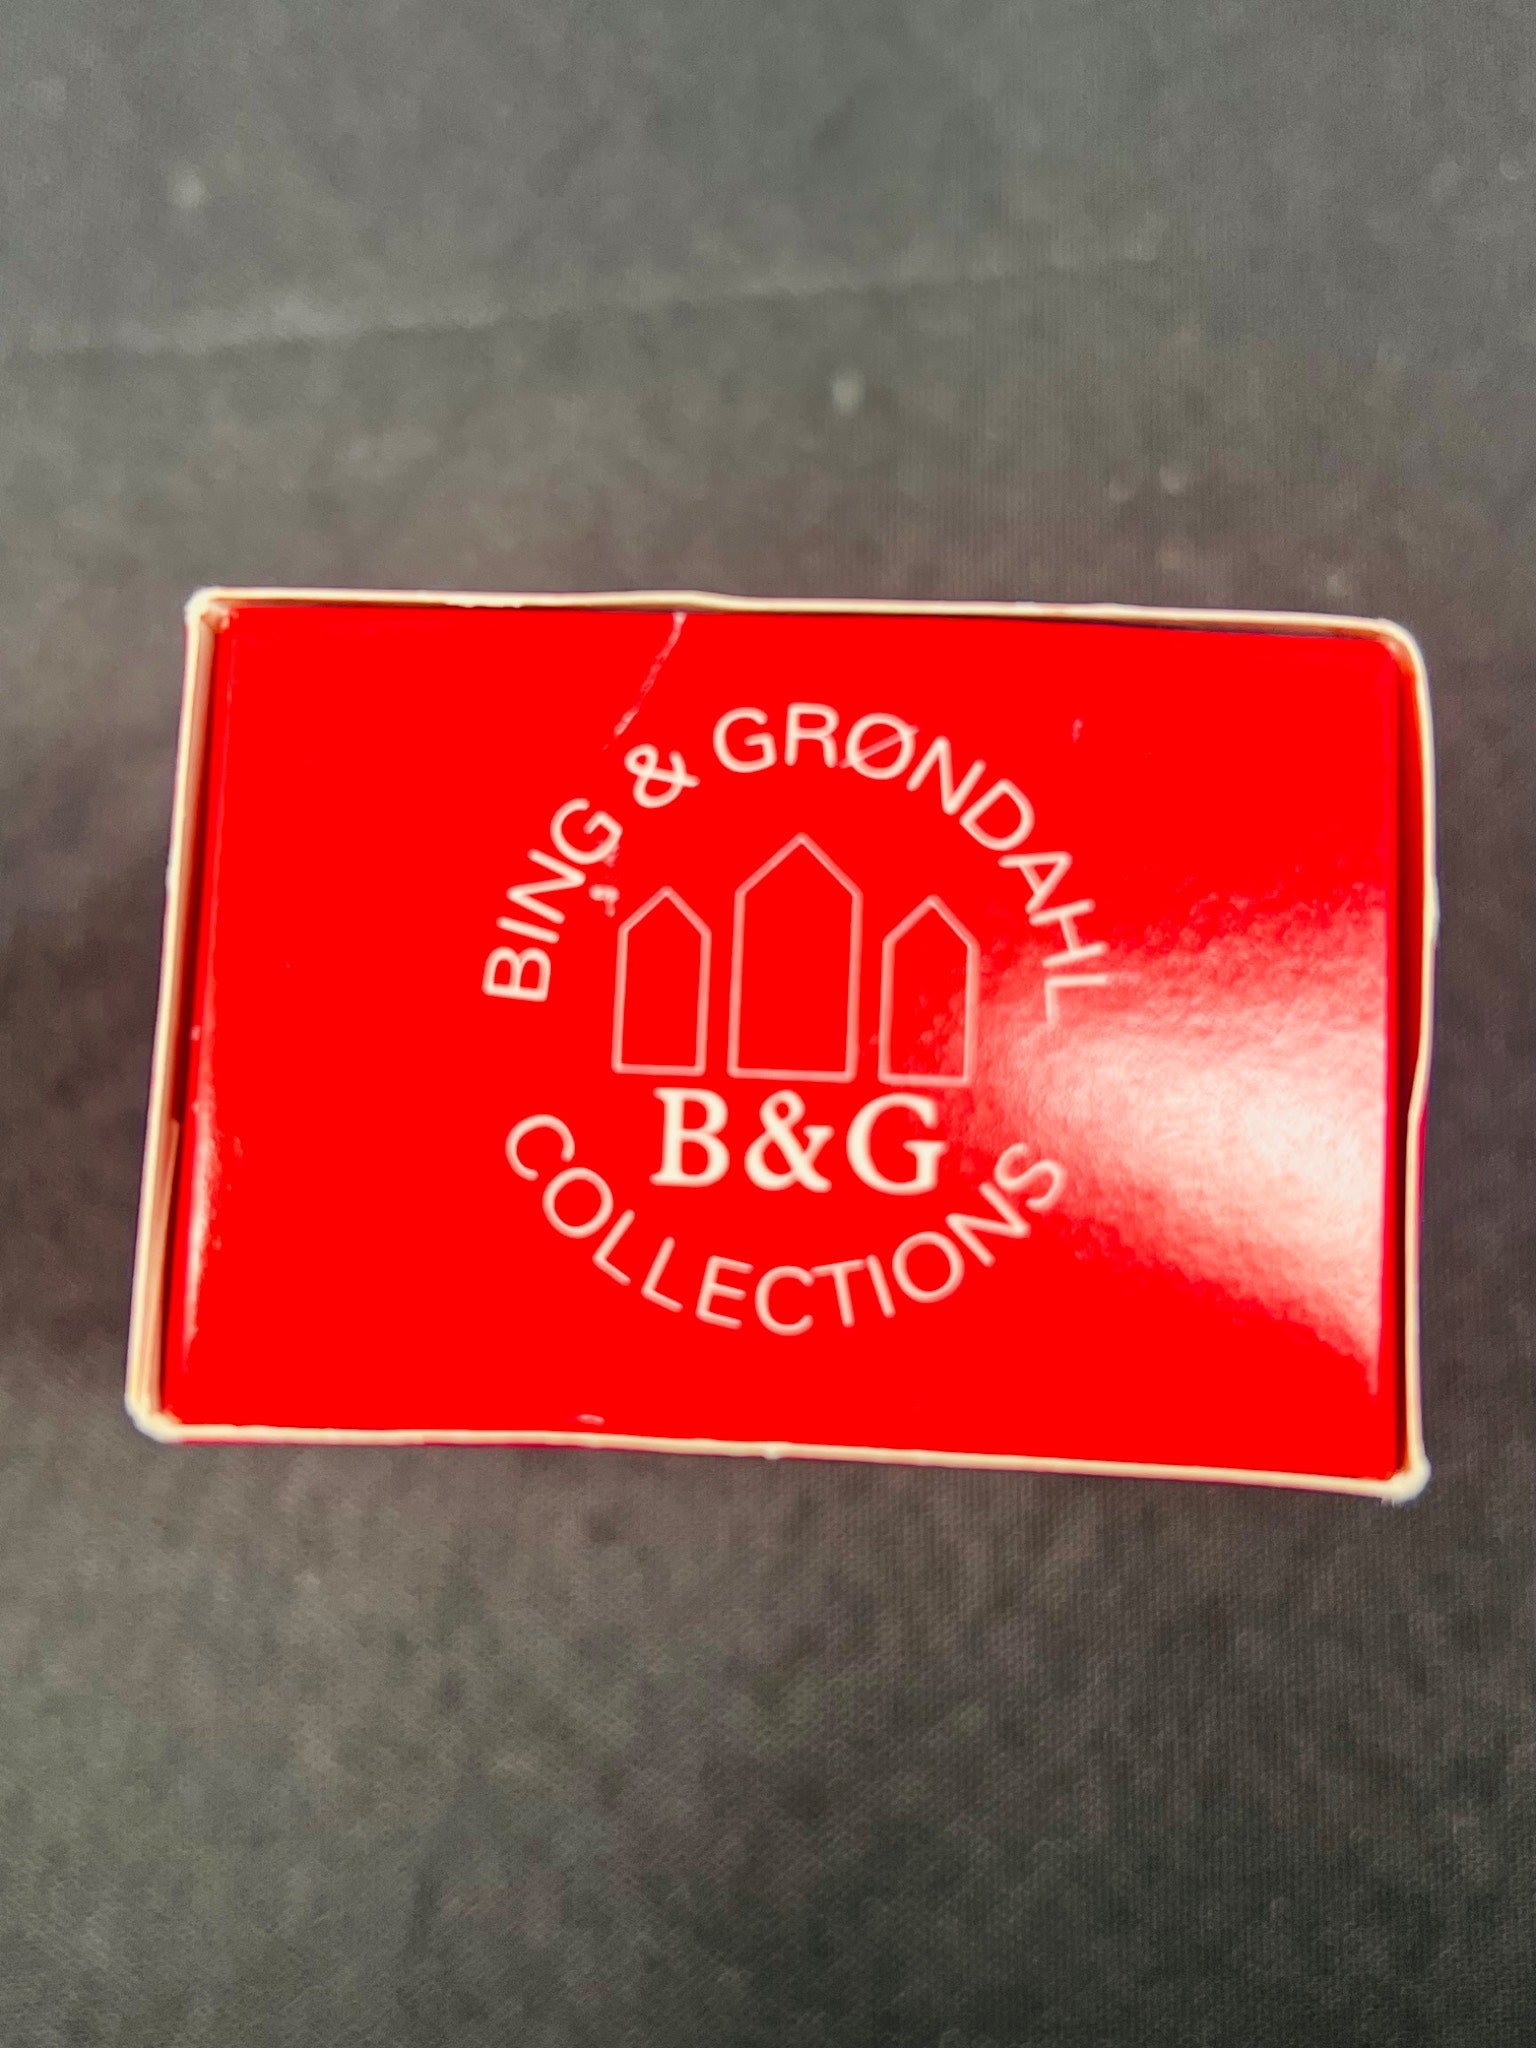 BING & GRØNDAHL
B&G
COLLECTIONS